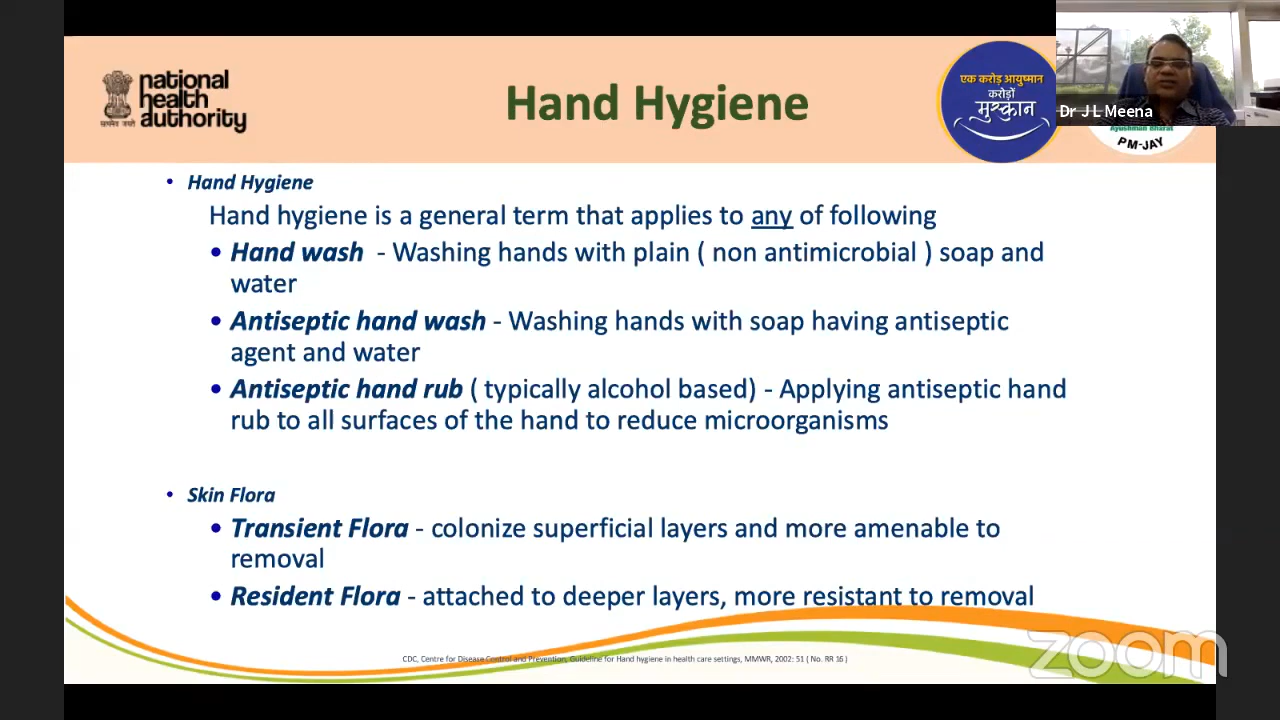 national
health
authority
सत्यमेव जयते
Hand Hygiene
एक करोड़ आयुष्मान
करोड़ों
मुस्कान
Dr J L Meena
Ayushman Bharat
PM-JAY
• Hand Hygiene
Hand hygiene is a general term that applies to any of following
• Hand wash - Washing hands with plain ( non antimicrobial ) soap and
water
• Antiseptic hand wash - Washing hands with soap having antiseptic
agent and water
• Antiseptic hand rub ( typically alcohol based) - Applying antiseptic hand
rub to all surfaces of the hand to reduce microorganisms
• Skin Flora
• Transient Flora - colonize superficial layers and more amenable to
removal
• Resident Flora - attached to deeper layers, more resistant to removal
CDC, Centre for Disease Control and Prevention, Guideline for Hand hygiene in health care settings, MMWR, 2002: 51 ( No. RR 16 )
zoom